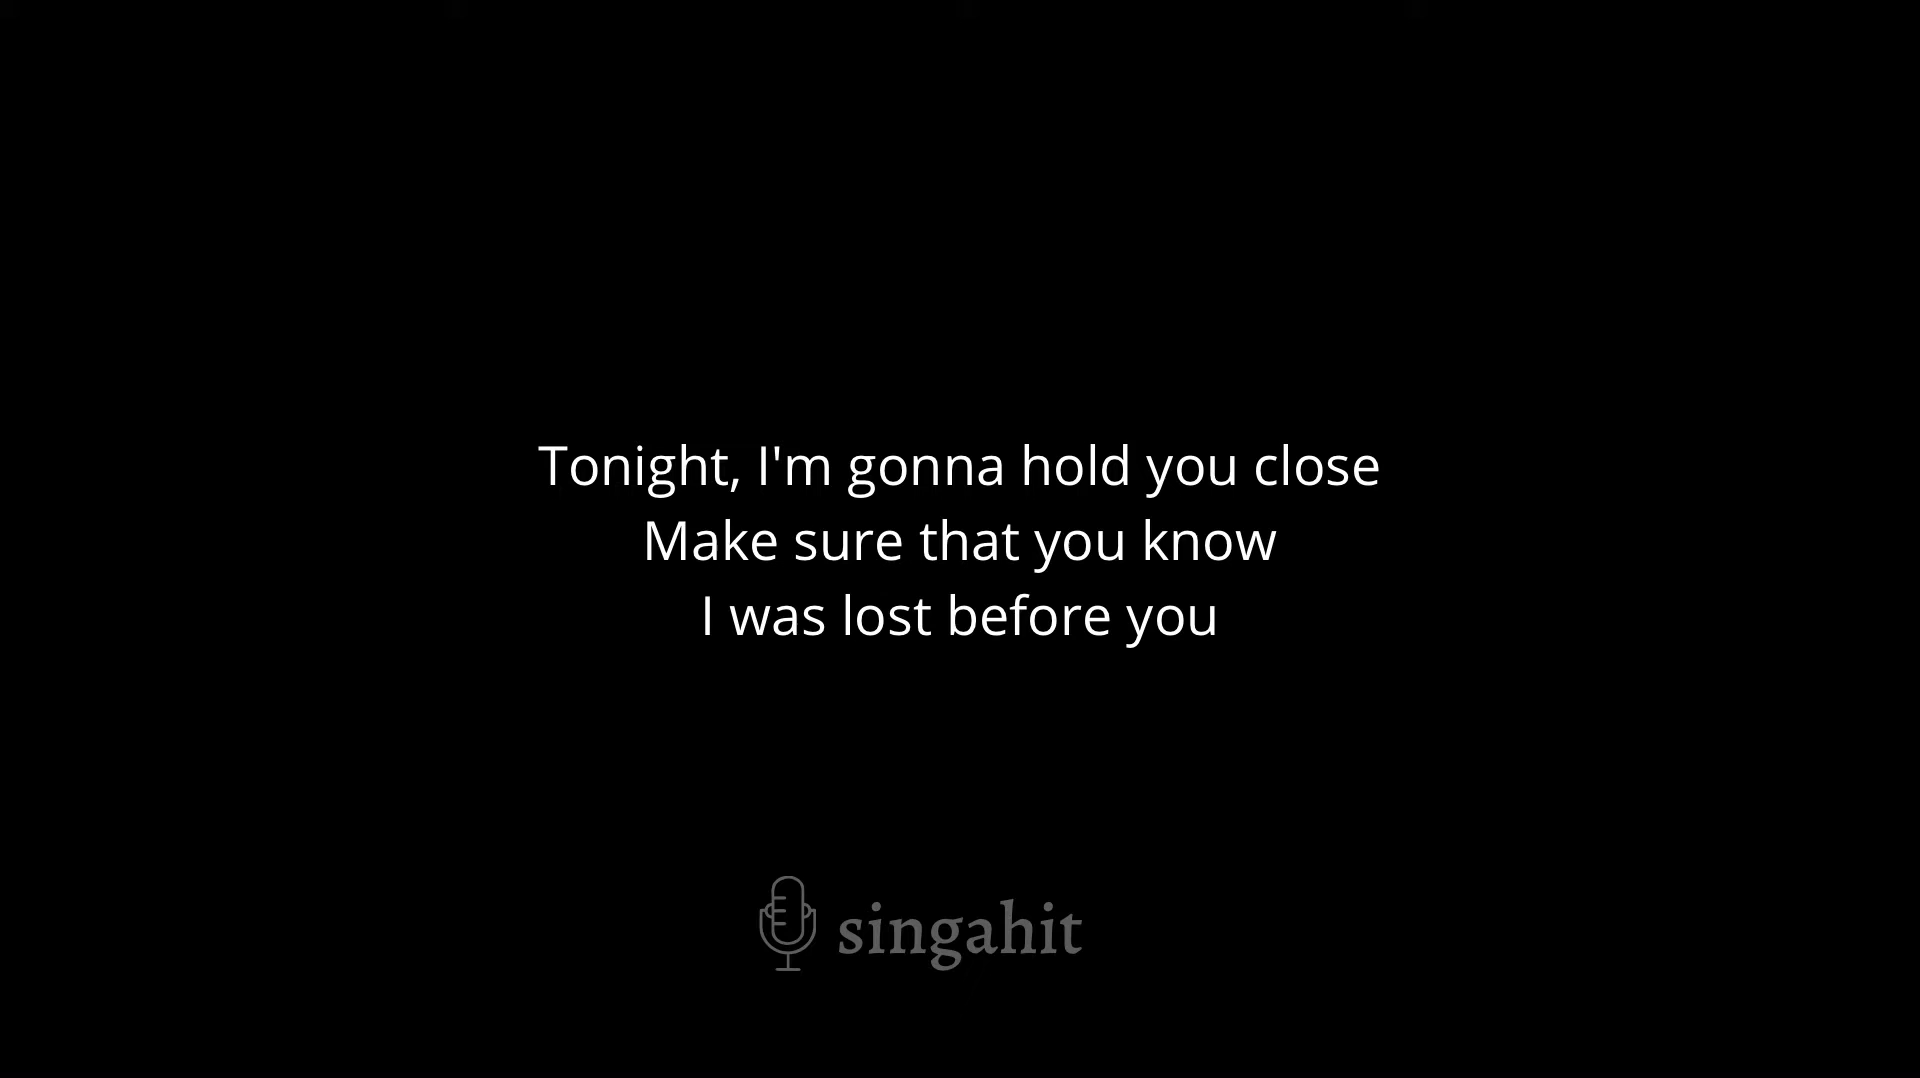 Tonight, I'm gonna hold you close
Make sure that you know
I was lost before you
singahit